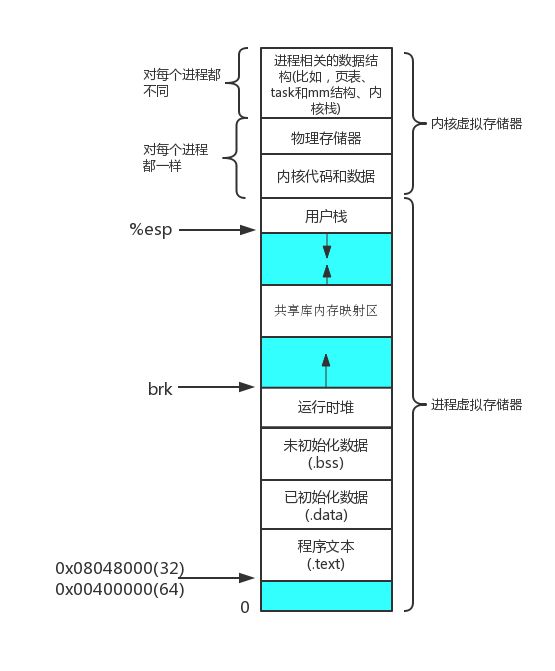 对每个进程都
不同
进程相关的数据结
构(比如，页表、
task和mm结构、内
核栈)
内核虚拟存储器
对每个进程
都一样
物理存储器
内核代码和数据
用户栈
%esp
共享库内存映射区
brk
运行时堆
进程虚拟存储器
未初始化数据
(.bss)
已初始化数据
(.data)
程序文本
(.text)
0x08048000(32)
0x00400000(64)
0